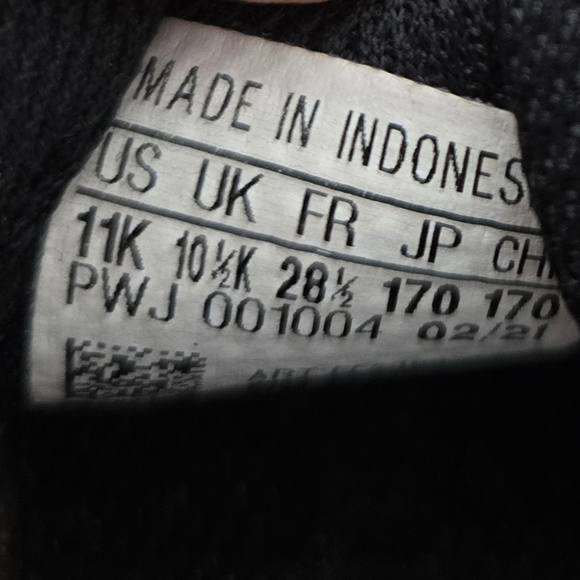 MADE IN INDONES
US UK FR JP CH
11K 10½K 28½ 170 170
PWJ 001004 02/21